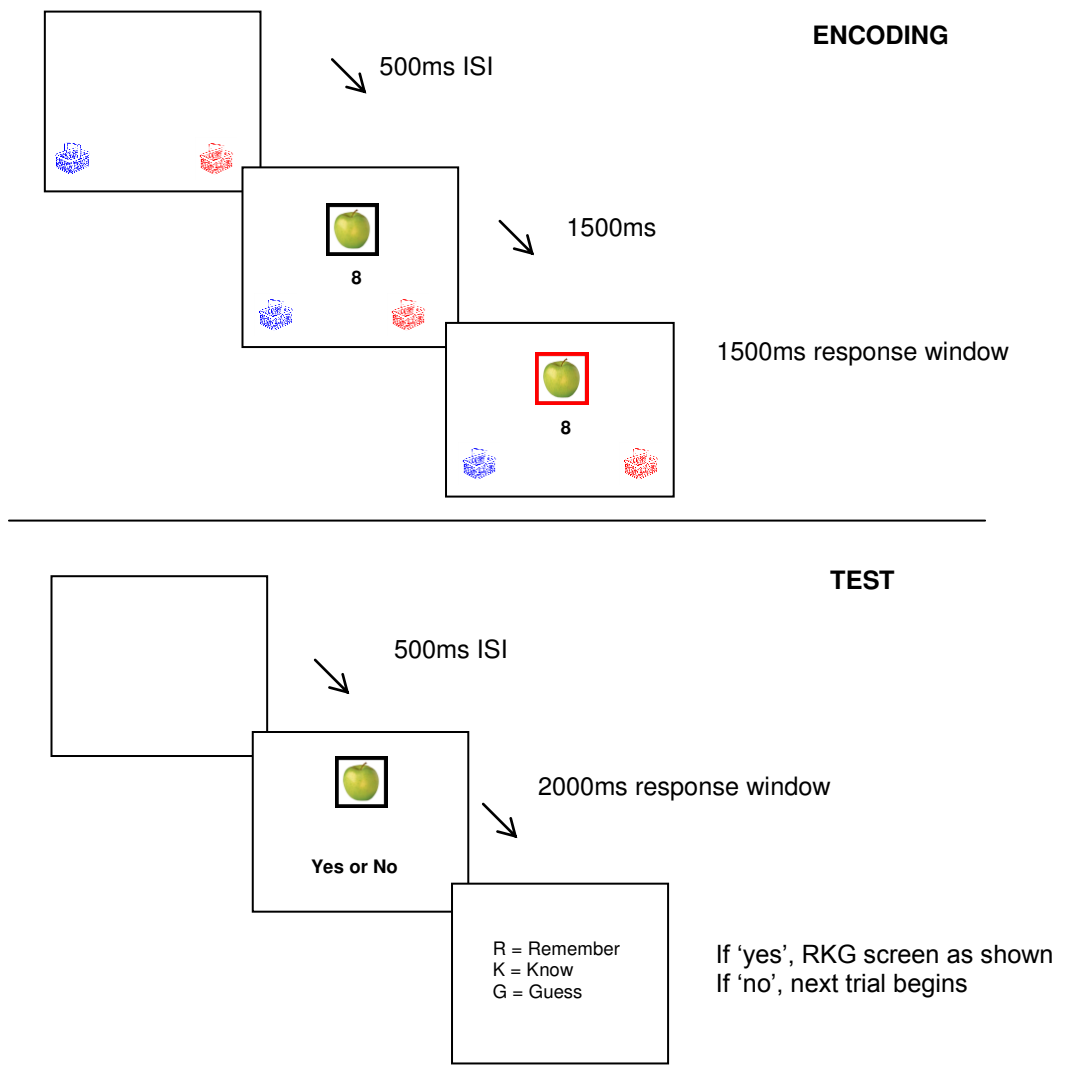 ENCODING
500ms ISI
8
1500ms
8
1500ms response window
TEST
500ms ISI
Yes or No
2000ms response window
R = Remember
K = Know
G = Guess
If ‘yes’, RKG screen as shown
If ‘no’, next trial begins